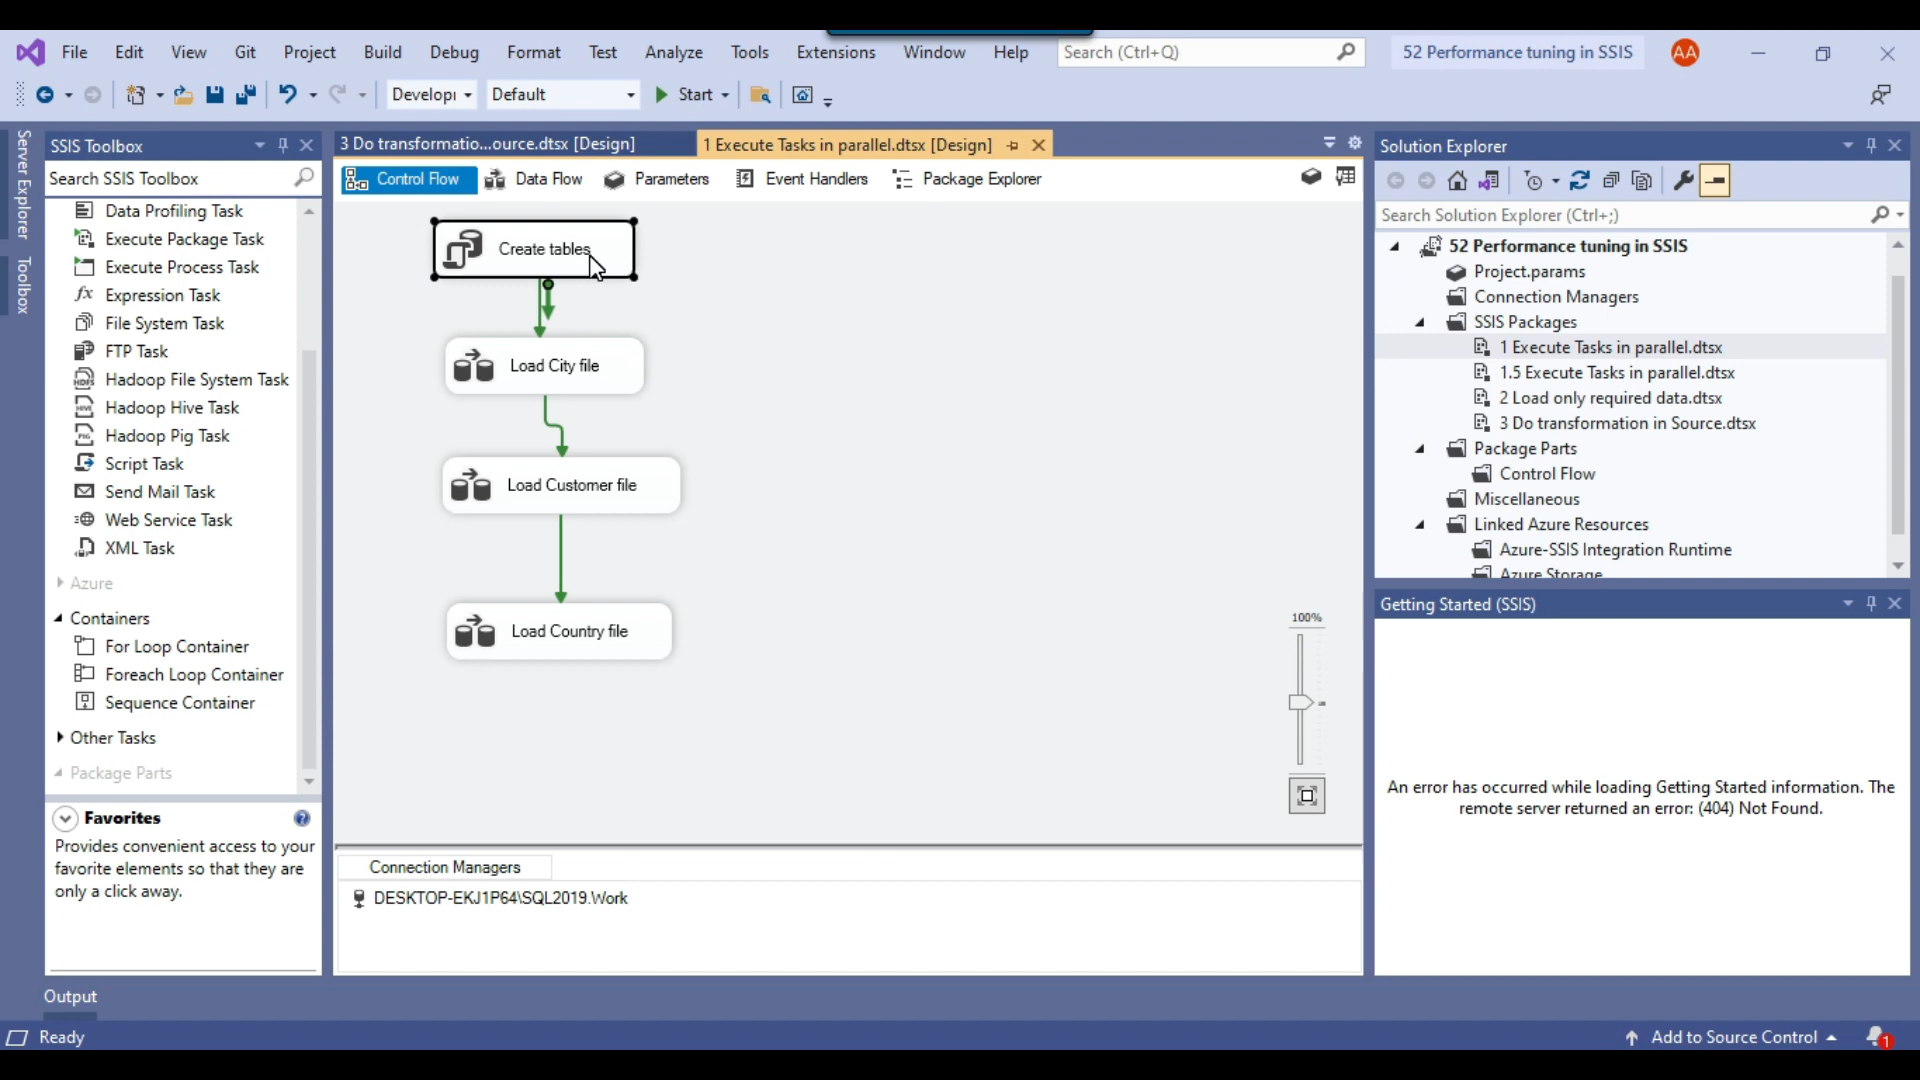 File Edit View Git Project Build Debug Format Test Analyze Tools Extensions Window Help Search (Ctrl+Q) 52 Performance tuning in SSIS AA
Developı Default Start
Server Explorer
Toolbox
SSIS Toolbox
Search SSIS Toolbox
Data Profiling Task
Execute Package Task
Execute Process Task
fx Expression Task
File System Task
FTP Task
Hadoop File System Task
Hadoop Hive Task
Hadoop Pig Task
Script Task
Send Mail Task
Web Service Task
XML Task
Azure
Containers
For Loop Container
Foreach Loop Container
Sequence Container
Other Tasks
Package Parts
Favorites
Provides convenient access to your
favorite elements so that they are
only a click away.
3 Do transformatio...ource.dtsx [Design] 1 Execute Tasks in parallel.dtsx [Design]
Control Flow Data Flow Parameters Event Handlers Package Explorer
Create tables
Load City file
Load Customer file
Load Country file
100%
Connection Managers
DESKTOP-EKJ1P64\SQL2019.Work
Solution Explorer
Search Solution Explorer (Ctrl+;)
52 Performance tuning in SSIS
Project.params
Connection Managers
SSIS Packages
1 Execute Tasks in parallel.dtsx
1.5 Execute Tasks in parallel.dtsx
2 Load only required data.dtsx
3 Do transformation in Source.dtsx
Package Parts
Control Flow
Miscellaneous
Linked Azure Resources
Azure-SSIS Integration Runtime
Azure Storage
Getting Started (SSIS)
An error has occurred while loading Getting Started information. The
remote server returned an error: (404) Not Found.
Output
Ready Add to Source Control 1